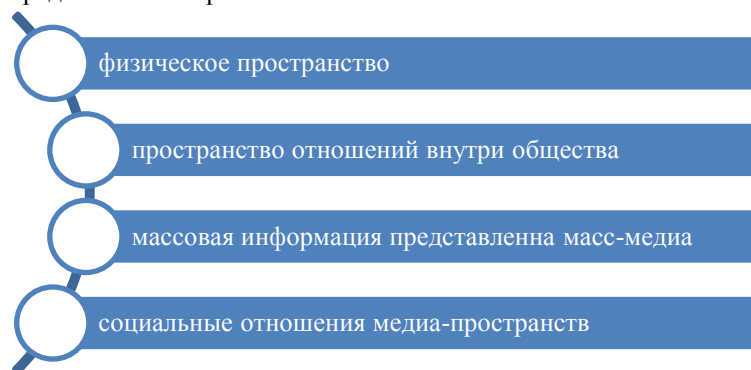 физическое пространство
пространство отношений внутри общества
массовая информация представленна масс-медиа
социальные отношения медиа-пространств